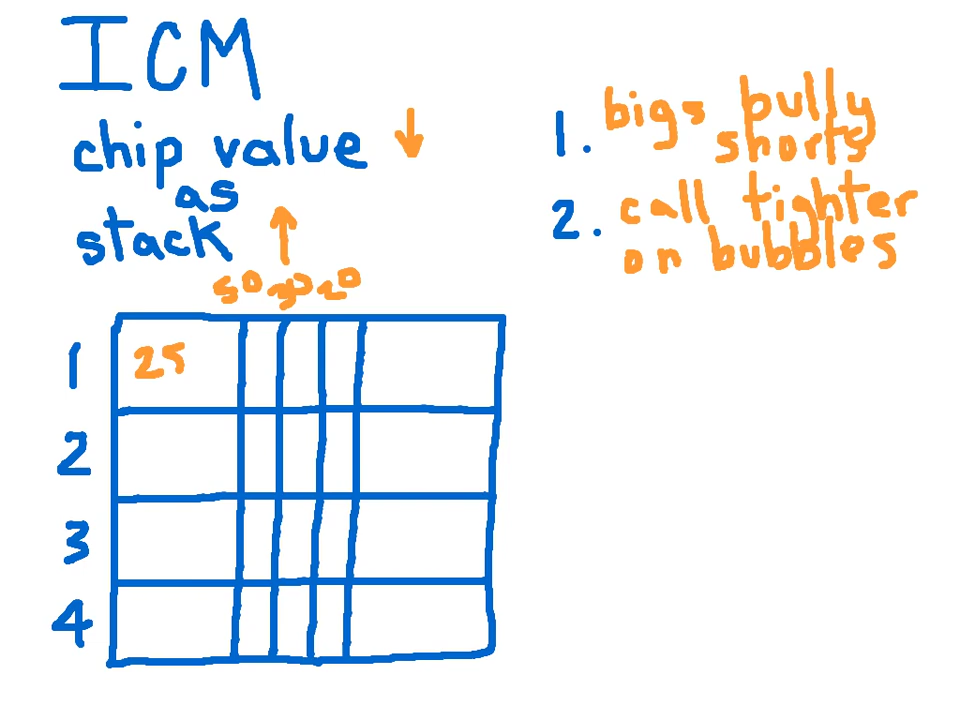 ICM
chip value ↓
as
stack ↑
1. bigs bully
shorts
2. call tighter
on bubbles
50 30 20
1 25
2
3
4